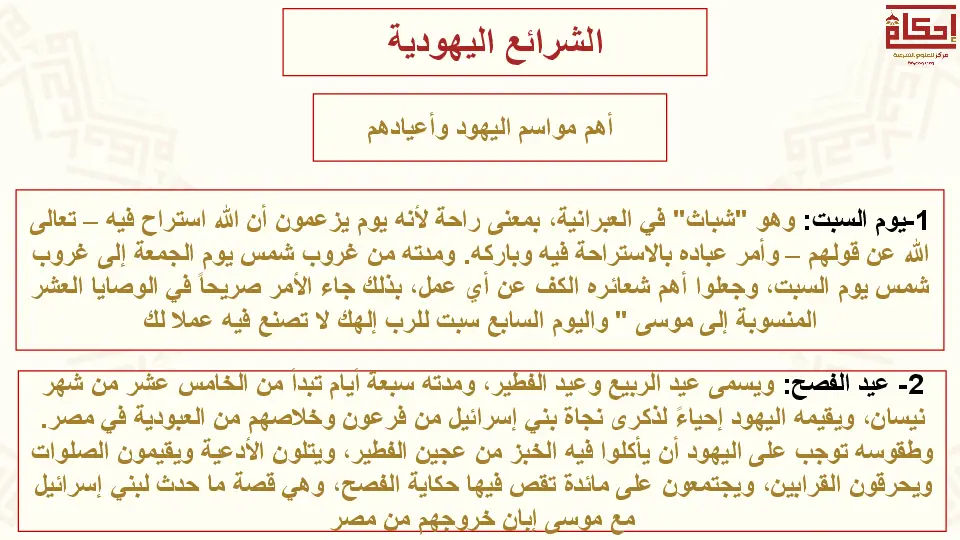 إحكام
مركز للعلوم الشرعية
الشرائع اليهودية
أهم مواسم اليهود وأعيادهم
1-يوم السبت: وهو "شباث" في العبرانية، بمعنى راحة لأنه يوم يزعمون أن الله استراح فيه – تعالى
الله عن قولهم – وأمر عباده بالاستراحة فيه وباركه. ومدته من غروب شمس يوم الجمعة إلى غروب
شمس يوم السبت، وجعلوا أهم شعائره الكف عن أي عمل، بذلك جاء الأمر صريحاً في الوصايا العشر
المنسوبة إلى موسى " واليوم السابع سبت للرب إلهك لا تصنع فيه عملا لك
2- عيد الفصح: ويسمى عيد الربيع وعيد الفطير، ومدته سبعة أيام تبدأ من الخامس عشر من شهر
نيسان، ويقيمه اليهود إحياءً لذكرى نجاة بني إسرائيل من فرعون وخلاصهم من العبودية في مصر.
وطقوسه توجب على اليهود أن يأكلوا فيه الخبز من عجين الفطير، ويتلون الأدعية ويقيمون الصلوات
ويحرقون القرابين، ويجتمعون على مائدة تقص فيها حكاية الفصح، وهي قصة ما حدث لبني إسرائيل
مع موسى إبان خروجهم من مصر